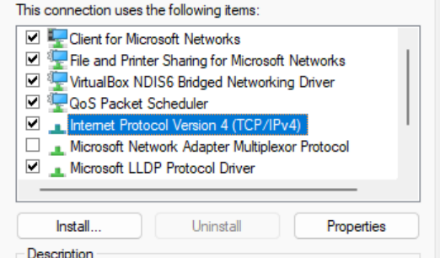 This connection uses the following items:
Client for Microsoft Networks
File and Printer Sharing for Microsoft Networks
VirtualBox NDIS6 Bridged Networking Driver
QoS Packet Scheduler
Internet Protocol Version 4 (TCP/IPv4)
Microsoft Network Adapter Multiplexor Protocol
Microsoft LLDP Protocol Driver
Install... Uninstall Properties
Description